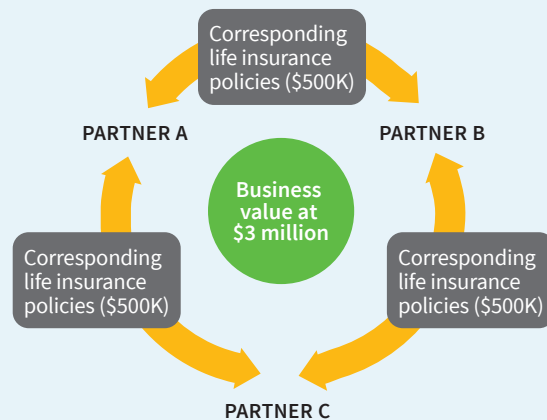 Corresponding
life insurance
policies ($500K)
PARTNER A
PARTNER B
Business
value at
$3 million
Corresponding
life insurance
policies ($500K)
Corresponding
life insurance
policies ($500K)
PARTNER C